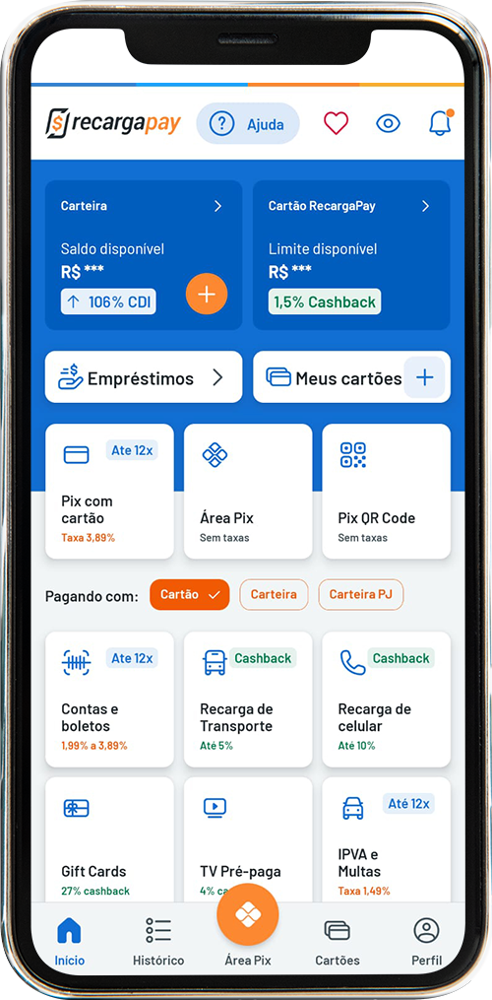 recargapay
Ajuda
Carteira
Cartão RecargaPay
Saldo disponível
Limite disponível
R$ ***
R$ ***
106% CDI
1,5% Cashback
Empréstimos
Meus cartões
Ate 12x
Pix com
cartão
Taxa 3,89%
Área Pix
Sem taxas
Pix QR Code
Sem taxas
Pagando com:
Cartão
Carteira
Carteira PJ
Ate 12x
Contas e
boletos
1,99% a 3,89%
Cashback
Recarga de
Transporte
Até 5%
Cashback
Recarga de
celular
Até 10%
Gift Cards
27% cashback
TV Pré-paga
4% ca
Até 12x
IPVA e
Multas
Taxa 1,49%
Início
Histórico
Área Pix
Cartões
Perfil